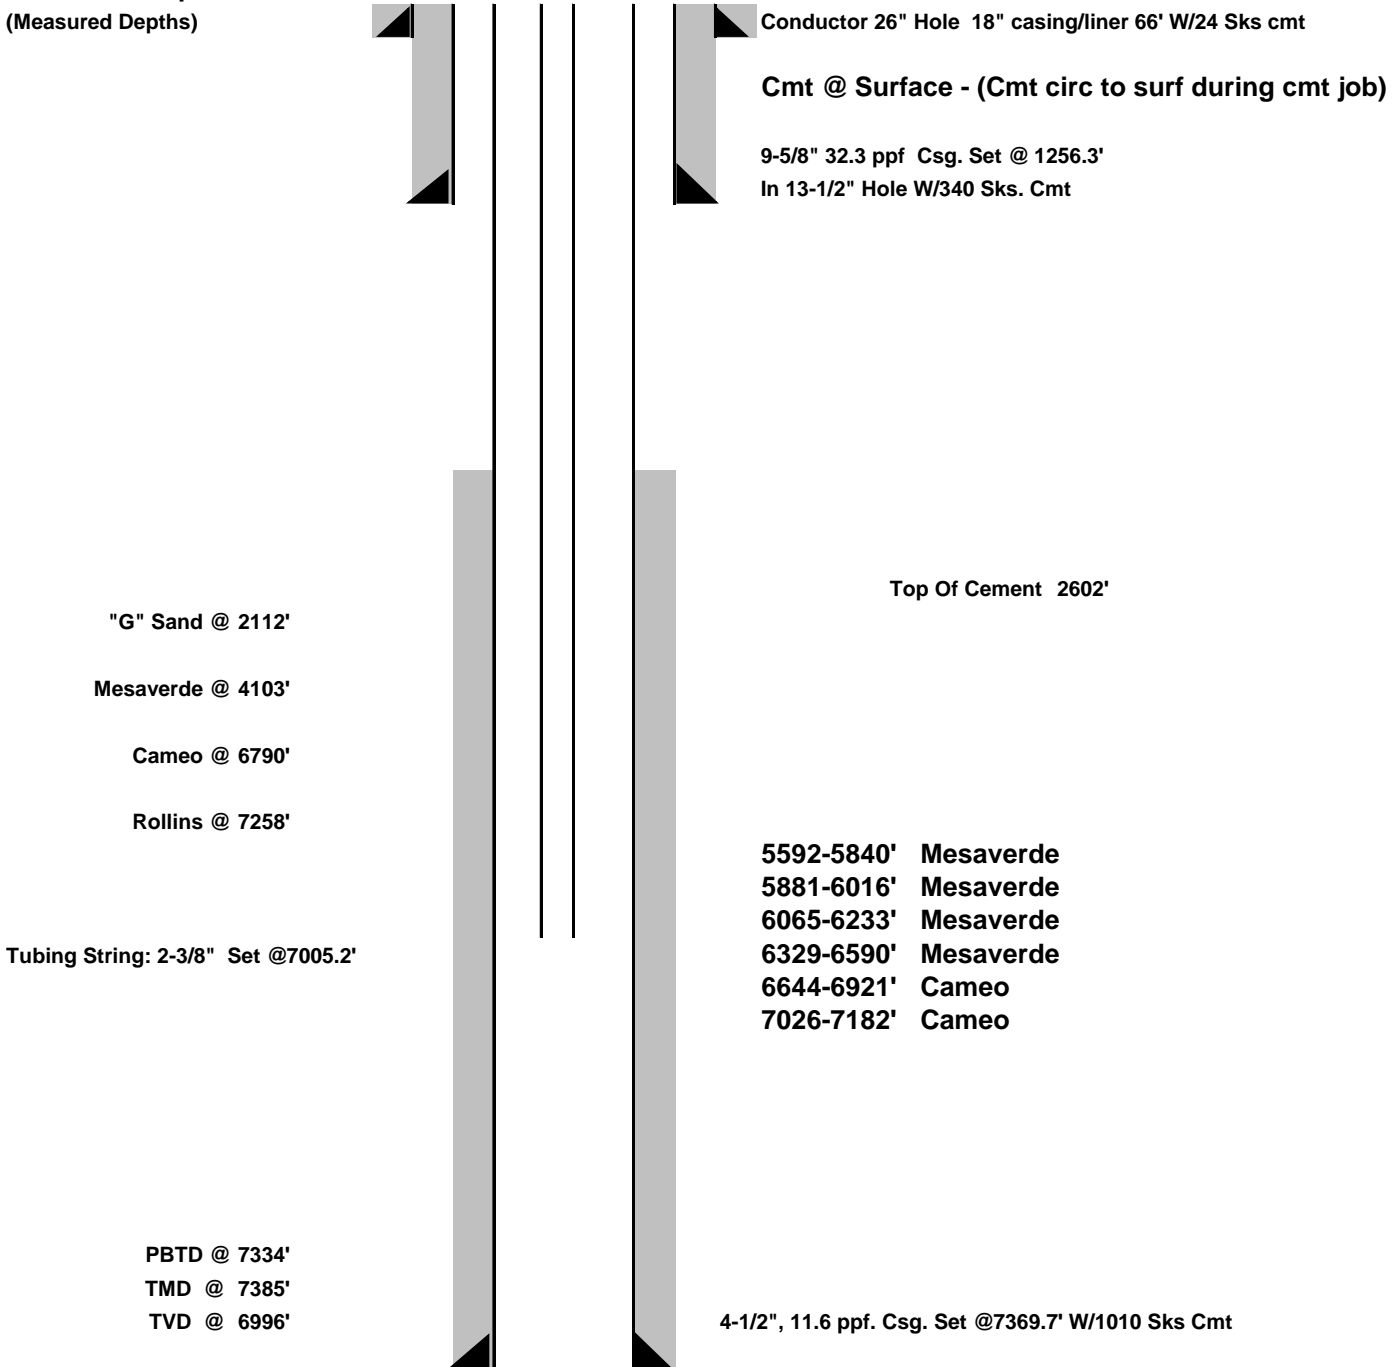 (Measured Depths)
Conductor 26" Hole 18" casing/liner 66' W/24 Sks cmt
Cmt @ Surface - (Cmt circ to surf during cmt job)
9-5/8" 32.3 ppf Csg. Set @ 1256.3'
In 13-1/2" Hole W/340 Sks. Cmt
Top Of Cement 2602'
"G" Sand @ 2112'
Mesaverde @ 4103'
Cameo @ 6790'
Rollins @ 7258'
5592-5840' Mesaverde
5881-6016' Mesaverde
6065-6233' Mesaverde
6329-6590' Mesaverde
6644-6921' Cameo
7026-7182' Cameo
Tubing String: 2-3/8" Set @7005.2'
PBTD @ 7334'
TMD @ 7385'
TVD @ 6996'
4-1/2", 11.6 ppf. Csg. Set @7369.7' W/1010 Sks Cmt